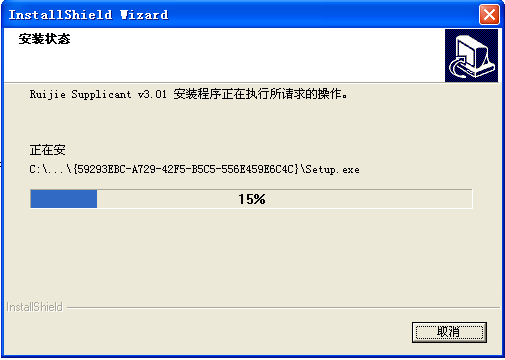 InstallShield Wizard
安装状态
Ruijie Supplicant v3.01 安装程序正在执行所请求的操作。
正在安
C:\...\{59293EBC-A729-42F5-B5C5-556E459E6C4C}\Setup.exe
15%
InstallShield
取消